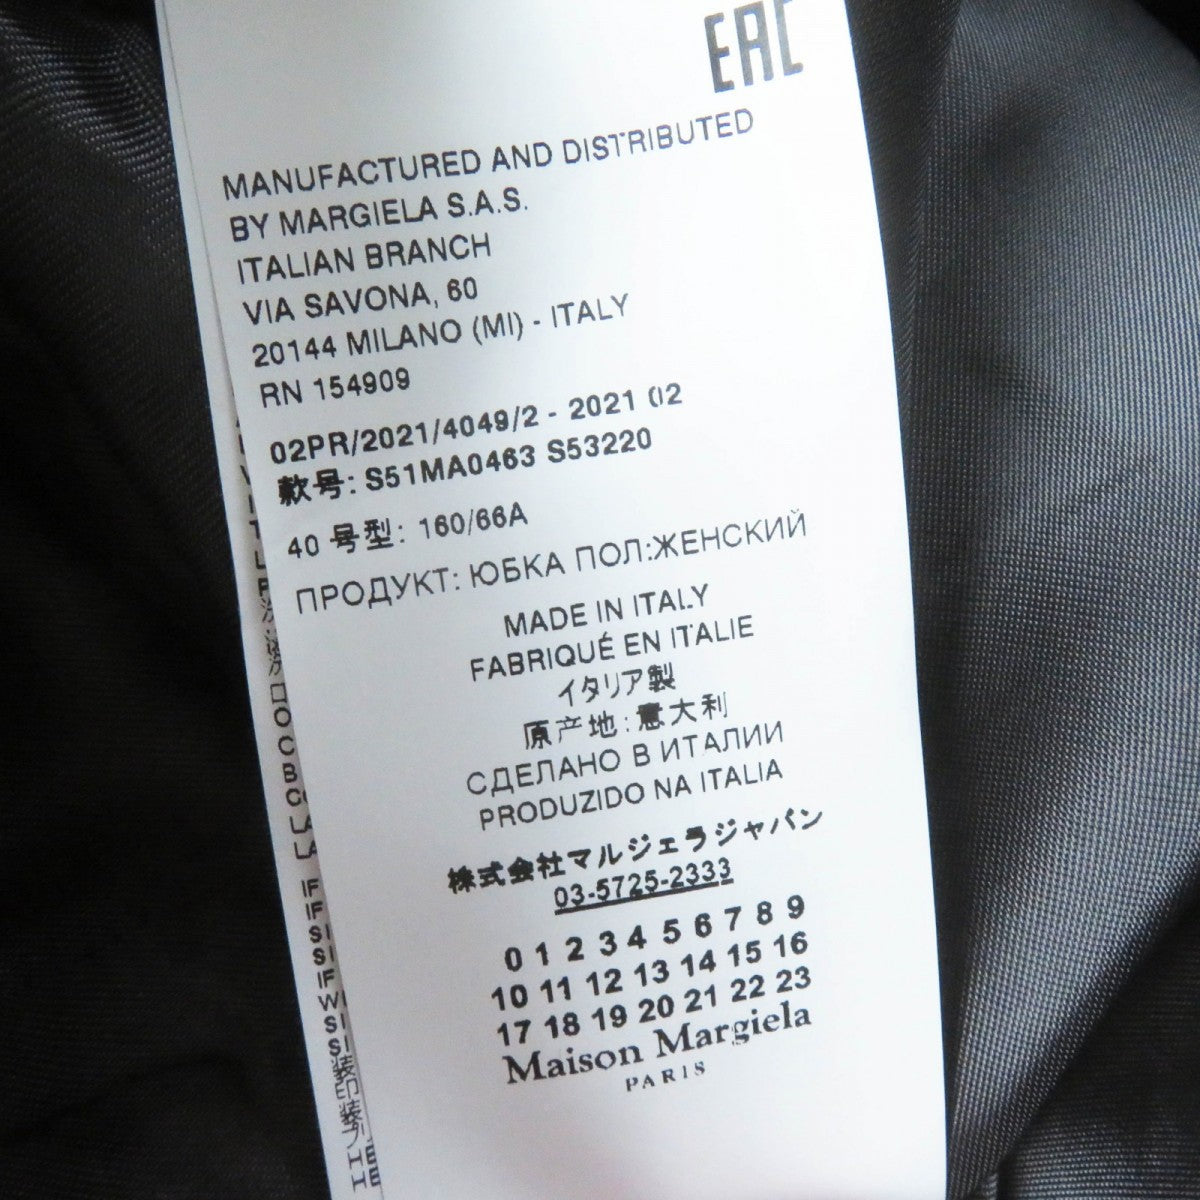 EAC
MANUFACTURED AND DISTRIBUTED
BY MARGIELA S.A.S.
ITALIAN BRANCH
VIA SAVONA, 60
20144 MILANO (MI) - ITALY
RN 154909
02PR/2021/4049/2 - 2021 02
款号: S51MA0463 S53220
40 号型: 160/66A
ПРОДУКТ: ЮБКА ПОЛ:ЖЕНСКИЙ
MADE IN ITALY
FABRIQUÉ EN ITALIE
イタリア製
原产地: 意大利
СДЕЛАНО В ИТАЛИИ
PRODUZIDO NA ITALIA
株式会社マルジェラジャパン
03-5725-2333
0 1 2 3 4 5 6 7 8 9
10 11 12 13 14 15 16
17 18 19 20 21 22 23
Maison Margiela
PARIS